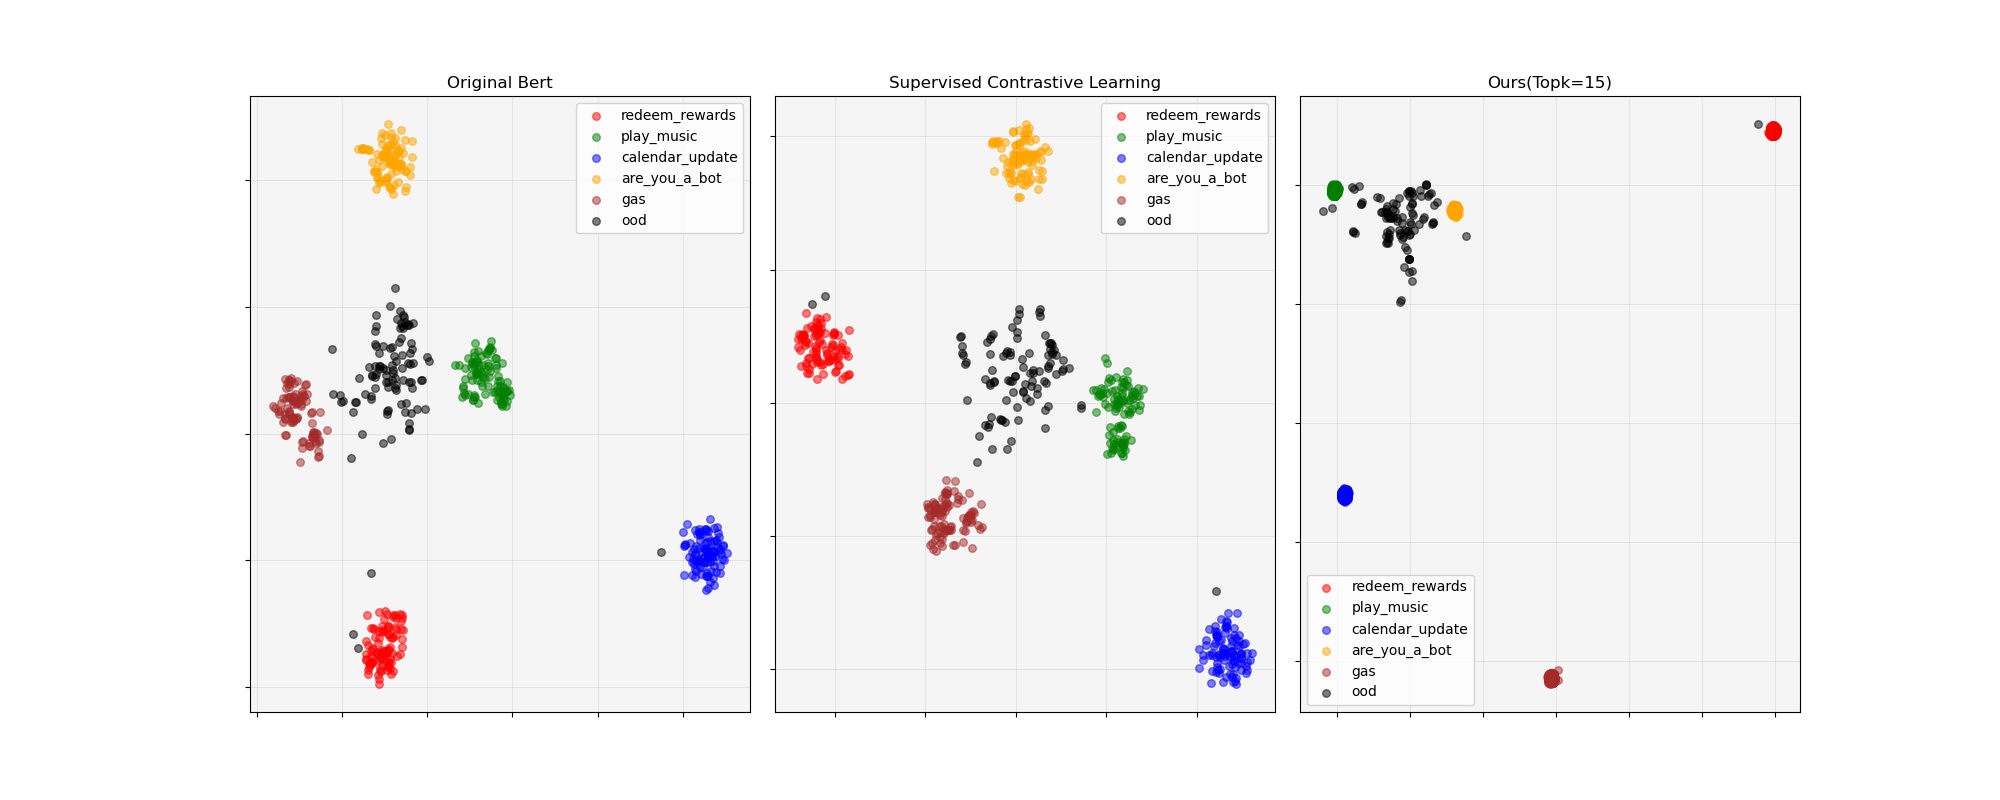 Original Bert
redeem_rewards
play_music
calendar_update
are_you_a_bot
gas
ood
Supervised Contrastive Learning
redeem_rewards
play_music
calendar_update
are_you_a_bot
gas
ood
Ours(Topk=15)
redeem_rewards
play_music
calendar_update
are_you_a_bot
gas
ood